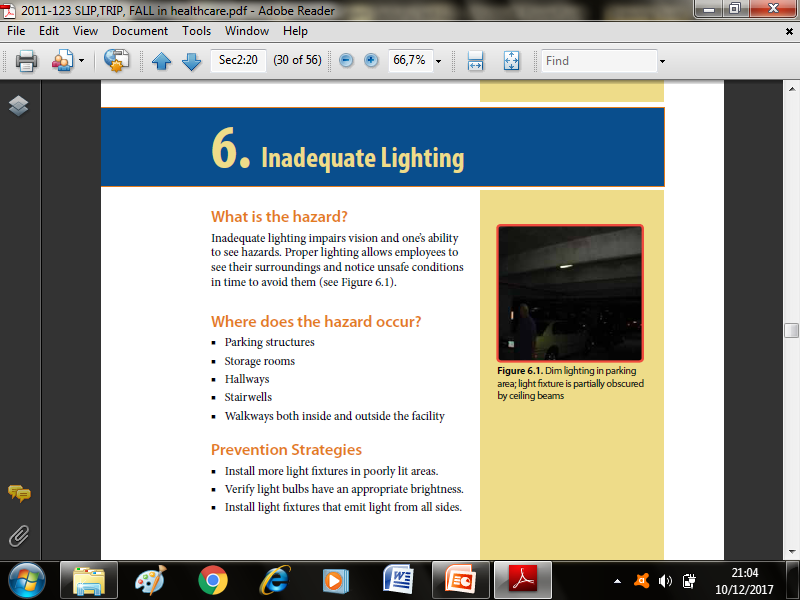 2011-123 SLIP,TRIP, FALL in healthcare.pdf - Adobe Reader
File Edit View Document Tools Window Help
Sec2:20 (30 of 56) 66,7% Find
6. Inadequate Lighting
What is the hazard?
Inadequate lighting impairs vision and one's ability
to see hazards. Proper lighting allows employees to
see their surroundings and notice unsafe conditions
in time to avoid them (see Figure 6.1).
Where does the hazard occur?
▪ Parking structures
▪ Storage rooms
▪ Hallways
▪ Stairwells
▪ Walkways both inside and outside the facility
Prevention Strategies
▪ Install more light fixtures in poorly lit areas.
▪ Verify light bulbs have an appropriate brightness.
▪ Install light fixtures that emit light from all sides.
Figure 6.1. Dim lighting in parking
area; light fixture is partially obscured
by ceiling beams
21:04
10/12/2017